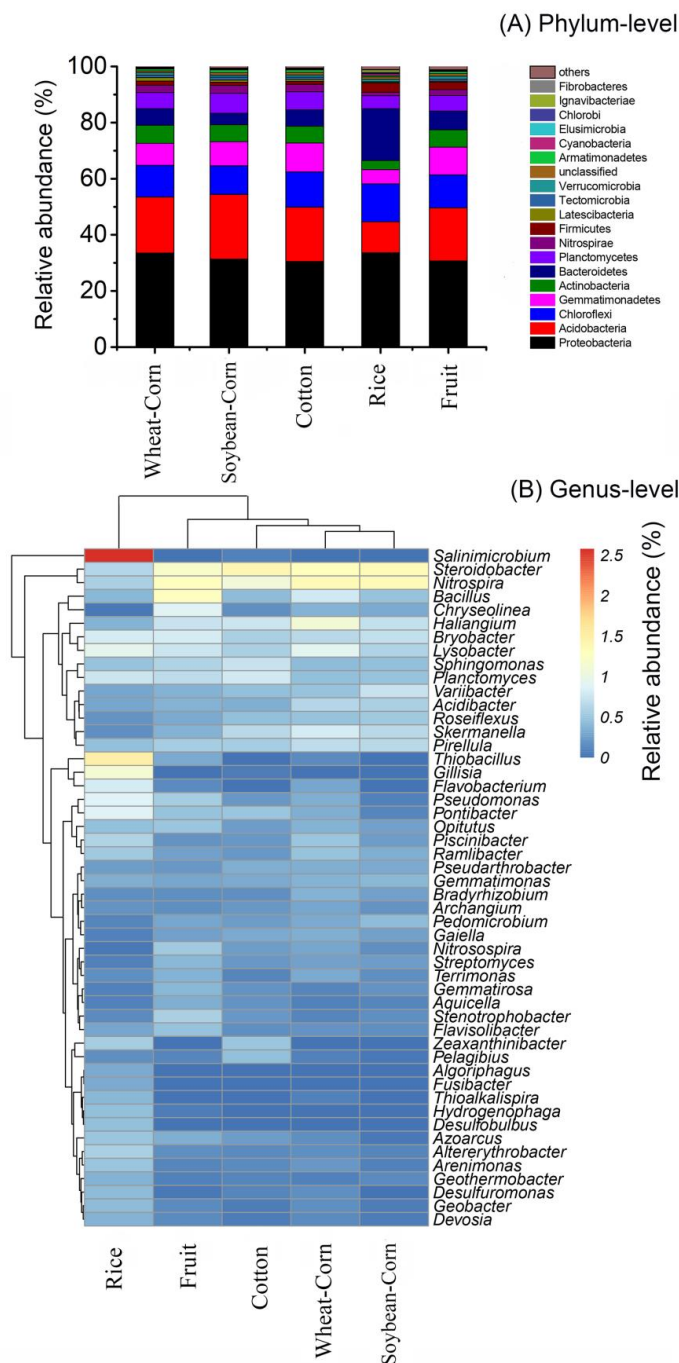 (A) Phylum-level
Relative abundance (%)
100
80
60
40
20
0
Wheat-Corn
Soybean-Corn
Cotton
Rice
Fruit
others
Fibrobacteres
Ignavibacteriae
Chlorobi
Elusimicrobia
Cyanobacteria
Armatimonadetes
unclassified
Verrucomicrobia
Tectomicrobia
Latescibacteria
Firmicutes
Nitrospirae
Planctomycetes
Bacteroidetes
Actinobacteria
Gemmatimonadetes
Chloroflexi
Acidobacteria
Proteobacteria
(B) Genus-level
Salinimicrobium
Steroidobacter
Nitrospira
Bacillus
Chryseolinea
Haliangium
Bryobacter
Lysobacter
Sphingomonas
Planctomyces
Variibacter
Acidibacter
Roseiflexus
Skermanella
Pirellula
Thiobacillus
Gillisia
Flavobacterium
Pseudomonas
Pontibacter
Opitutus
Piscinibacter
Ramlibacter
Pseudarthrobacter
Gemmatimonas
Bradyrhizobium
Archangium
Pedomicrobium
Gaiella
Nitrosospira
Streptomyces
Terrimonas
Gemmatirosa
Aquicella
Stenotrophobacter
Flavisolibacter
Zeaxanthinibacter
Pelagibius
Algoriphagus
Fusibacter
Thioalkalispira
Hydrogenophaga
Desulfobulbus
Azoarcus
Altererythrobacter
Arenimonas
Geothermobacter
Desulfuromonas
Geobacter
Devosia
2.5
2
1.5
1
0.5
0
Relative abundance (%)
Rice
Fruit
Cotton
Wheat-Corn
Soybean-Corn